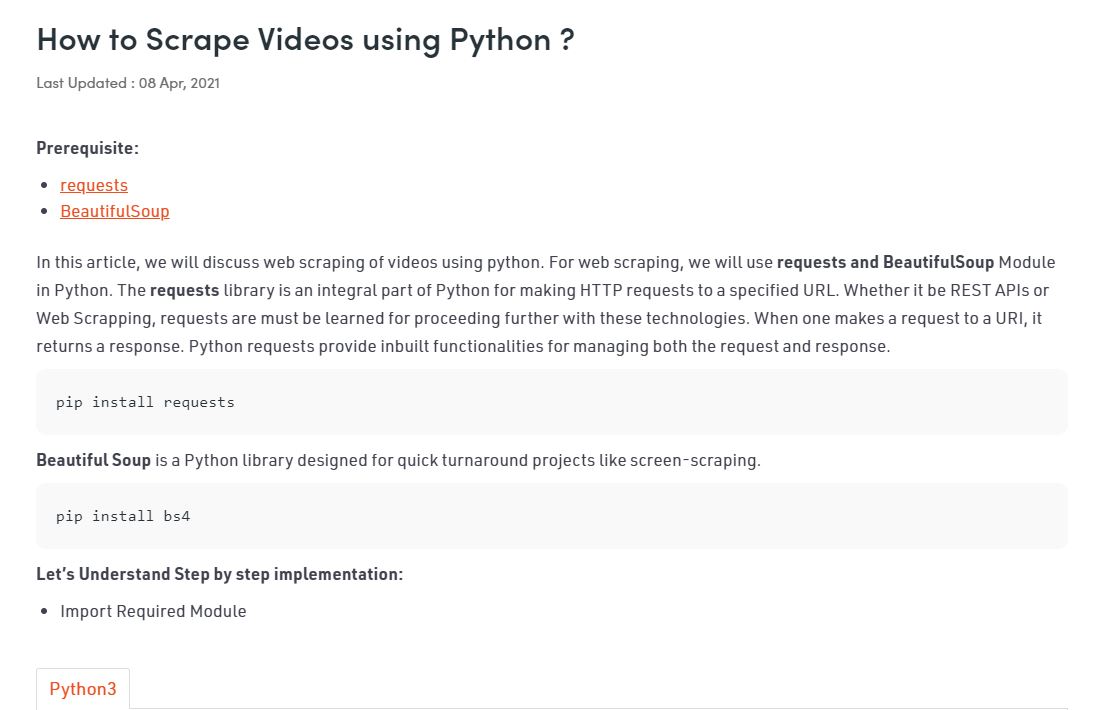 How to Scrape Videos using Python ?
Last Updated : 08 Apr, 2021
Prerequisite:
requests
BeautifulSoup
In this article, we will discuss web scraping of videos using python. For web scraping, we will use requests and BeautifulSoup Module
in Python. The requests library is an integral part of Python for making HTTP requests to a specified URL. Whether it be REST APIs or
Web Scrapping, requests are must be learned for proceeding further with these technologies. When one makes a request to a URI, it
returns a response. Python requests provide inbuilt functionalities for managing both the request and response.
pip install requests
Beautiful Soup is a Python library designed for quick turnaround projects like screen-scraping.
pip install bs4
Let’s Understand Step by step implementation:
Import Required Module
Python3